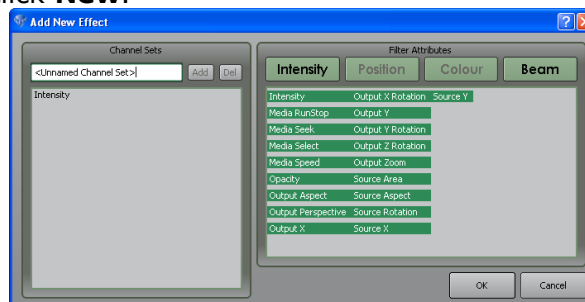 click NEW.
Add New Effect
Channel Sets
<Unnamed Channel Set> Add Del
Intensity
Filter Attributes
Intensity Position Colour Beam
Intensity Output X Rotation Source Y
Media RunStop Output Y
Media Seek Output Y Rotation
Media Select Output Z Rotation
Media Speed Output Zoom
Opacity Source Area
Output Aspect Source Aspect
Output Perspective Source Rotation
Output X Source X
OK Cancel